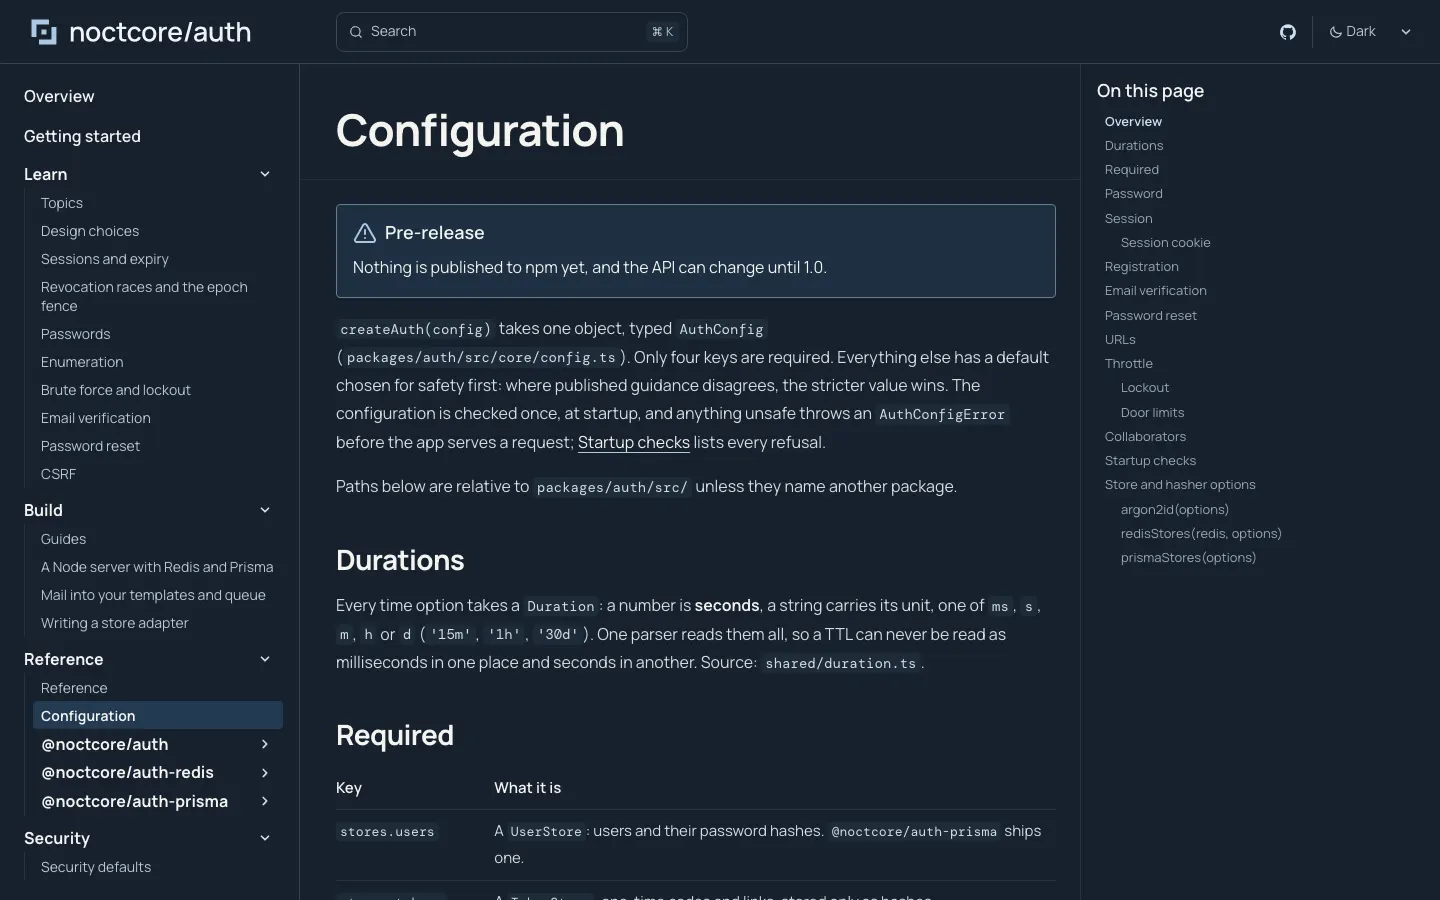 noctcore/auth
Search
⌘ K
Dark
Overview
Getting started
Learn
Topics
Design choices
Sessions and expiry
Revocation races and the epoch
fence
Passwords
Enumeration
Brute force and lockout
Email verification
Password reset
CSRF
Build
Guides
A Node server with Redis and Prisma
Mail into your templates and queue
Writing a store adapter
Reference
Reference
Configuration
@noctcore/auth
@noctcore/auth-redis
@noctcore/auth-prisma
Security
Security defaults
Configuration
Pre-release
Nothing is published to npm yet, and the API can change until 1.0.
createAuth(config) takes one object, typed AuthConfig
(packages/auth/src/core/config.ts). Only four keys are required. Everything else has a default
chosen for safety first: where published guidance disagrees, the stricter value wins. The
configuration is checked once, at startup, and anything unsafe throws an AuthConfigError
before the app serves a request; Startup checks lists every refusal.
Paths below are relative to packages/auth/src/ unless they name another package.
Durations
Every time option takes a Duration: a number is seconds, a string carries its unit, one of ms, s,
m, h or d ('15m', '1h', '30d'). One parser reads them all, so a TTL can never be read as
milliseconds in one place and seconds in another. Source: shared/duration.ts.
Required
Key What it is
stores.users A UserStore: users and their password hashes. @noctcore/auth-prisma ships
one.
On this page
Overview
Durations
Required
Password
Session
Session cookie
Registration
Email verification
Password reset
URLs
Throttle
Lockout
Door limits
Collaborators
Startup checks
Store and hasher options
argon2id(options)
redisStores(redis, options)
prismaStores(options)